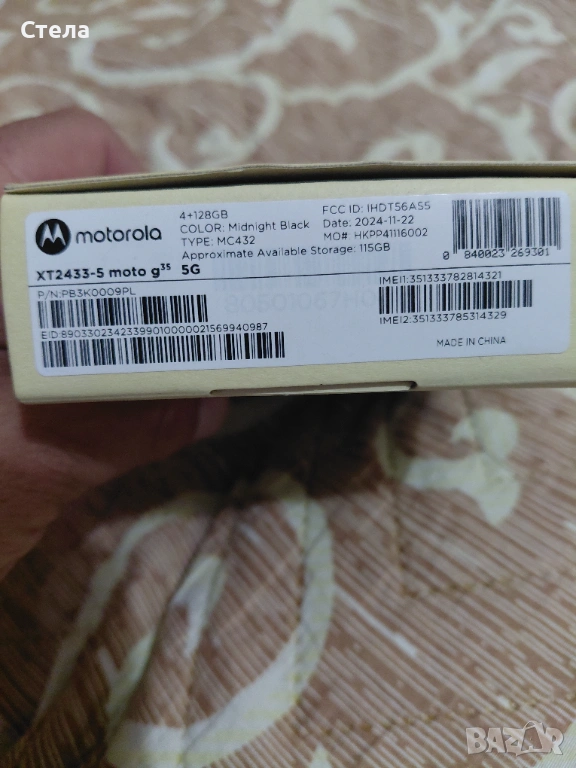 Стела
4+128GB
FCC ID: IHDT56AS5
motorola
COLOR: Midnight Black
Date: 2024-11-22
TYPE: MC432
MO# HKPP41116002
Approximate Available Storage: 115GB
0 840023 269301
XT2433-5 moto g35 5G
P/N:PB3K0009PL
IMEI1:351333782814321
EID:89033023423399010000021569940987
IMEI2:351333785314329
MADE IN CHINA
BAZAR